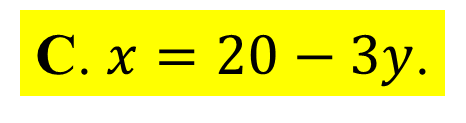 C. x = 20 − 3y.